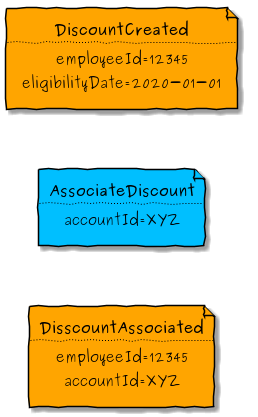 DiscountCreated
employeeId=12345
eligibilityDate=2020-01-01
AssociateDiscount
accountId=XYZ
DisscountAssociated
employeeId=12345
accountId=XYZ